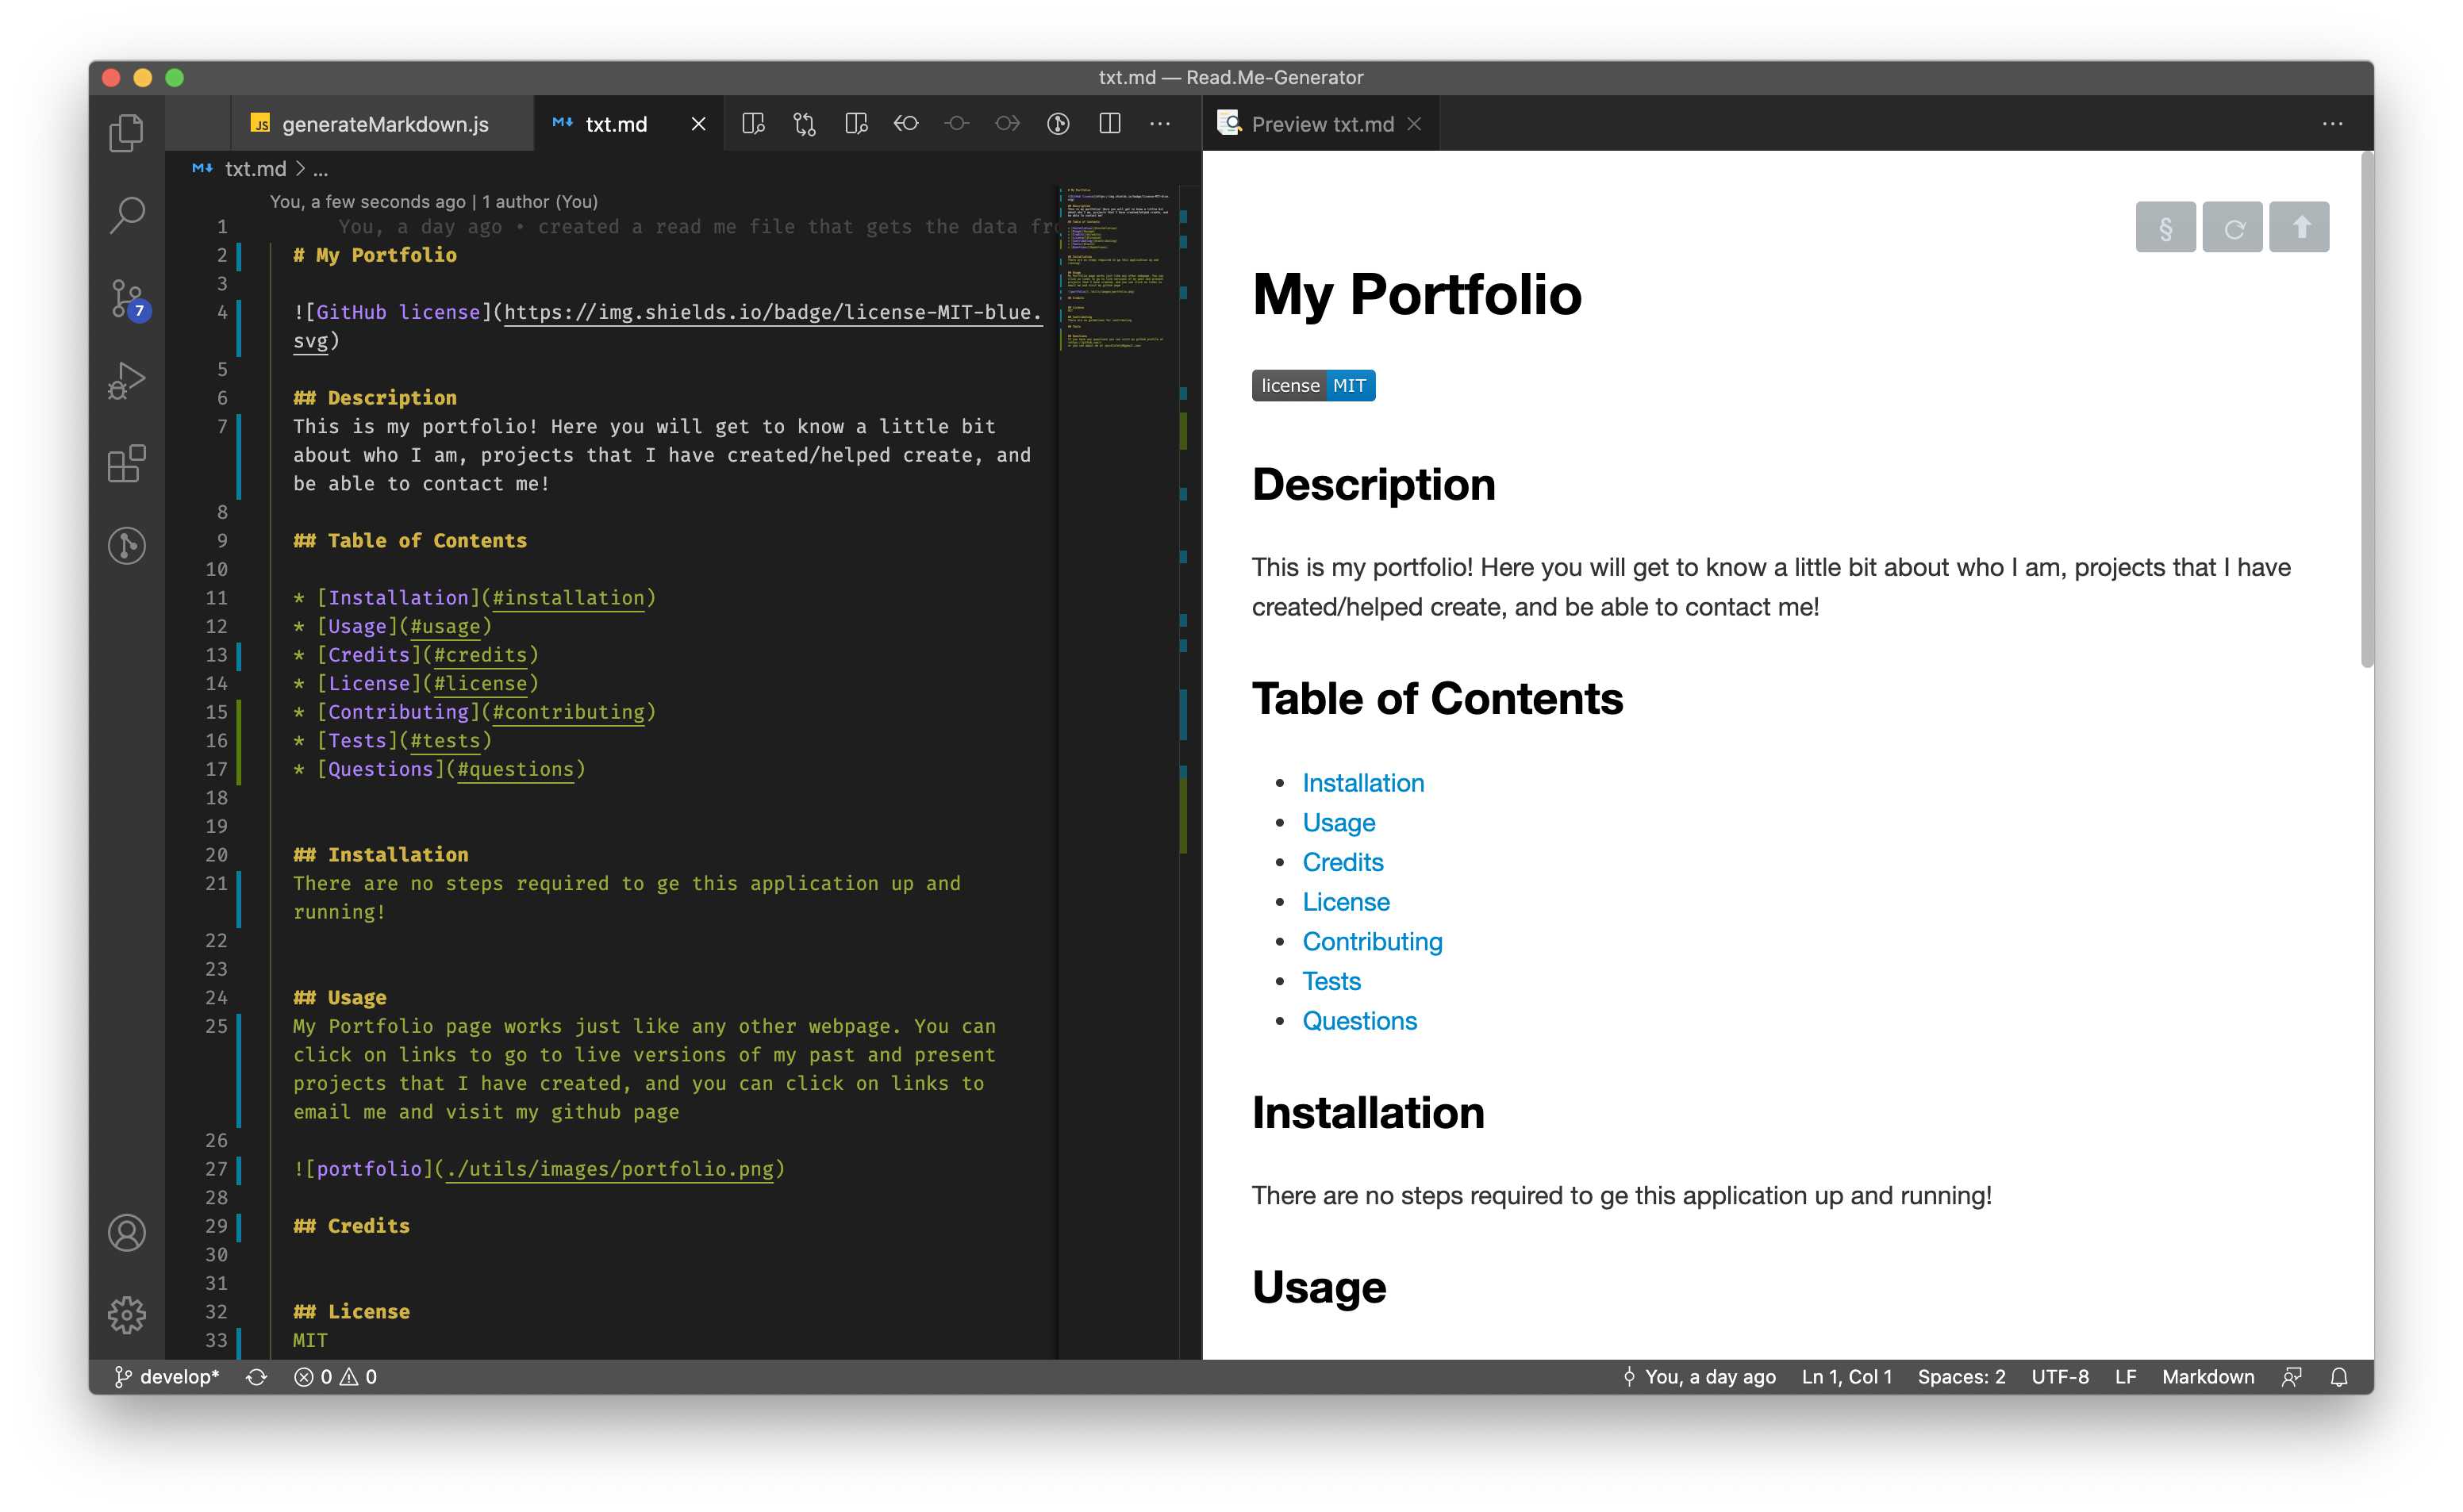 txt.md — Read.Me-Generator
generateMarkdown.js
txt.md
Preview txt.md
txt.md > ...
You, a few seconds ago | 1 author (You)
1 You, a day ago • created a read me file that gets the data fr
2 # My Portfolio
3
4 ![GitHub license](https://img.shields.io/badge/license-MIT-blue.
svg)
5
6 ## Description
7 This is my portfolio! Here you will get to know a little bit
about who I am, projects that I have created/helped create, and
be able to contact me!
8
9 ## Table of Contents
10
11 * [Installation](#installation)
12 * [Usage](#usage)
13 * [Credits](#credits)
14 * [License](#license)
15 * [Contributing](#contributing)
16 * [Tests](#tests)
17 * [Questions](#questions)
18
19
20 ## Installation
21 There are no steps required to ge this application up and
running!
22
23
24 ## Usage
25 My Portfolio page works just like any other webpage. You can
click on links to go to live versions of my past and present
projects that I have created, and you can click on links to
email me and visit my github page
26
27 ![portfolio](./utils/images/portfolio.png)
28
29 ## Credits
30
31
32 ## License
33 MIT
7
§
My Portfolio
license MIT
Description
This is my portfolio! Here you will get to know a little bit about who I am, projects that I have
created/helped create, and be able to contact me!
Table of Contents
• Installation
• Usage
• Credits
• License
• Contributing
• Tests
• Questions
Installation
There are no steps required to ge this application up and running!
Usage
develop* 0 0
You, a day ago Ln 1, Col 1 Spaces: 2 UTF-8 LF Markdown